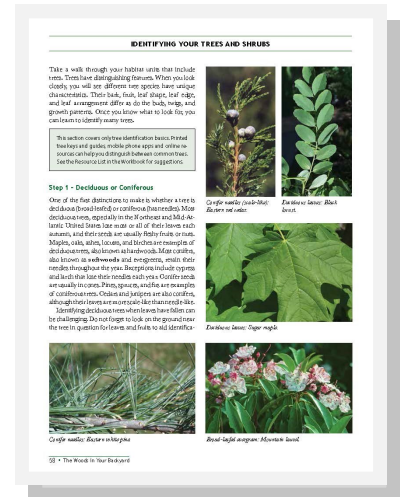 IDENTIFYING YOUR TREES AND SHRUBS
Take a walk through your habitat units that include
trees. Trees have distinguishing features. When you look
closely, you will see different tree species have unique
characteristics. Their bark, fruit, leaf shape, leaf edge,
and leaf arrangement differ as do the buds, twigs, and
growth patterns. Once you know what to look for, you
can learn to identify many trees.
This section covers only tree identification basics. Printed
tree keys and guides, mobile phone apps and online re-
sources can help you distinguish between common trees.
See the Resource List in the Workbook for suggestions.
Step 1 - Deciduous or Coniferous
One of the first distinctions to make is whether a tree is
deciduous (broad-leafed) or coniferous (has needles). Most
deciduous trees, especially in the Northeast and Mid-At-
lantic United States lose most or all of their leaves each
autumn, and their seeds are usually fleshy fruits or nuts.
Maples, oaks, ashes, locusts, and birches are examples of
deciduous trees, also known as hardwoods. Most conifers,
also known as softwoods and evergreens, retain their
needles throughout the year. Exceptions include cypress
and larch that lose their needles each year. Conifer seeds
are usually in cones. Pines, spruces, and firs are examples
of coniferous trees. Cedars and junipers are also conifers,
although their leaves are more scale-like than needle-like.
Identifying deciduous trees when leaves have fallen can
be challenging. Do not forget to look on the ground near
the tree in question for leaves and fruits to aid identifica-
Conifer needles (scale-like):
Eastern red cedar.
Deciduous leaves: Black
locust.
Deciduous leaves: Sugar maple.
Conifer needles: Eastern white pine
Broad-leafed evergreen: Mountain laurel.
58 • The Woods In Your Backyard